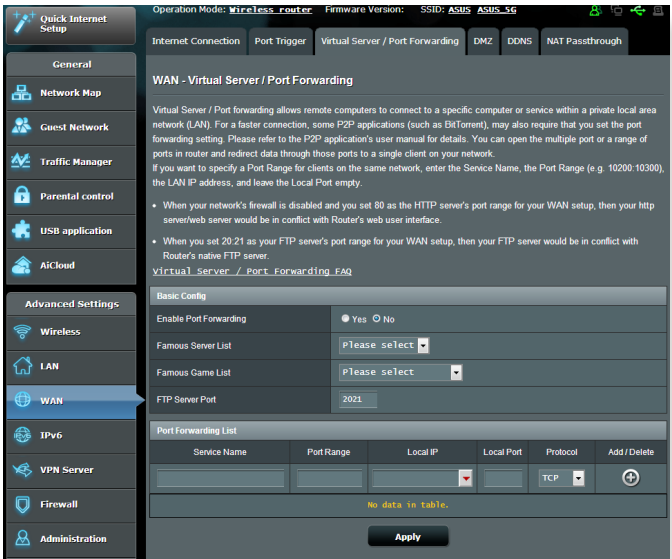 Quick Internet
Setup
General
Network Map
Guest Network
Traffic Manager
Parental control
USB application
AiCloud
Advanced Settings
Wireless
LAN
WAN
IPv6
VPN Server
Firewall
Administration
Operation Mode: Wireless router Firmware Version: SSID: ASUS ASUS_5G
Internet Connection Port Trigger Virtual Server / Port Forwarding DMZ DDNS NAT Passthrough
WAN - Virtual Server / Port Forwarding
Virtual Server / Port forwarding allows remote computers to connect to a specific computer or service within a private local area
network (LAN). For a faster connection, some P2P applications (such as BitTorrent), may also require that you set the port
forwarding setting. Please refer to the P2P application's user manual for details. You can open the multiple port or a range of
ports in router and redirect data through those ports to a single client on your network.
If you want to specify a Port Range for clients on the same network, enter the Service Name, the Port Range (e.g. 10200:10300),
the LAN IP address, and leave the Local Port empty.
• When your network's firewall is disabled and you set 80 as the HTTP server's port range for your WAN setup, then your http
server/web server would be in conflict with Router's web user interface.
• When you set 20:21 as your FTP server's port range for your WAN setup, then your FTP server would be in conflict with
Router's native FTP server.
Virtual Server / Port Forwarding FAQ
Basic Config
Enable Port Forwarding Yes No
Famous Server List Please select
Famous Game List Please select
FTP Server Port 2021
Port Forwarding List
Service Name Port Range Local IP Local Port Protocol Add / Delete
TCP
No data in table.
Apply